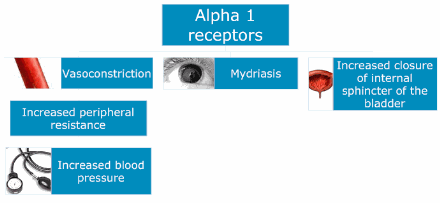 Alpha 1
receptors
Vasoconstriction
Mydriasis
Increased closure
of internal
sphincter of the
bladder
Increased peripheral
resistance
Increased blood
pressure